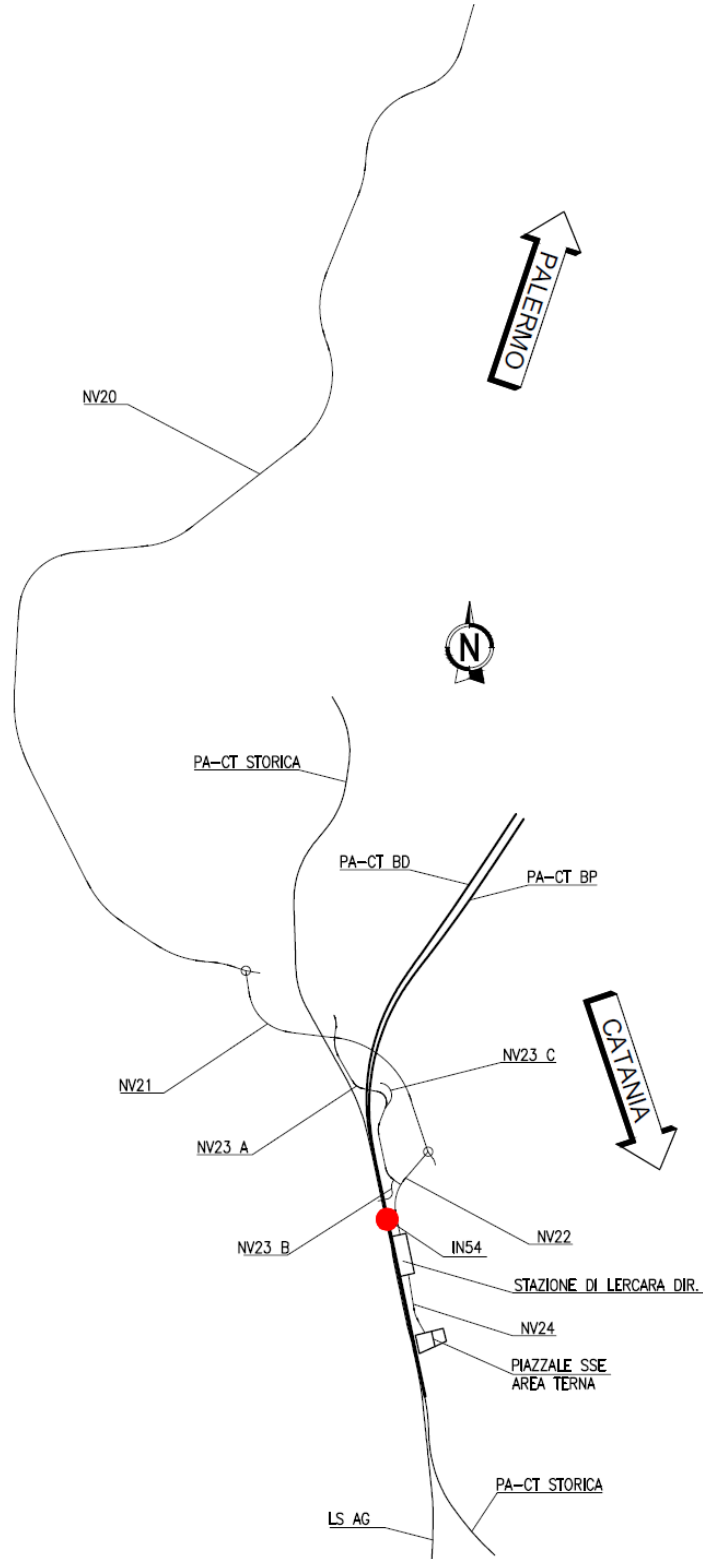 PALERMO
NV20
N
PA-CT STORICA
PA-CT BD
PA-CT BP
CATANIA
NV23 C
NV21
NV23 A
NV22
NV23 B
IN54
STAZIONE DI LERCARA DIR.
NV24
PIAZZALE SSE
AREA TERNA
PA-CT STORICA
LS AG